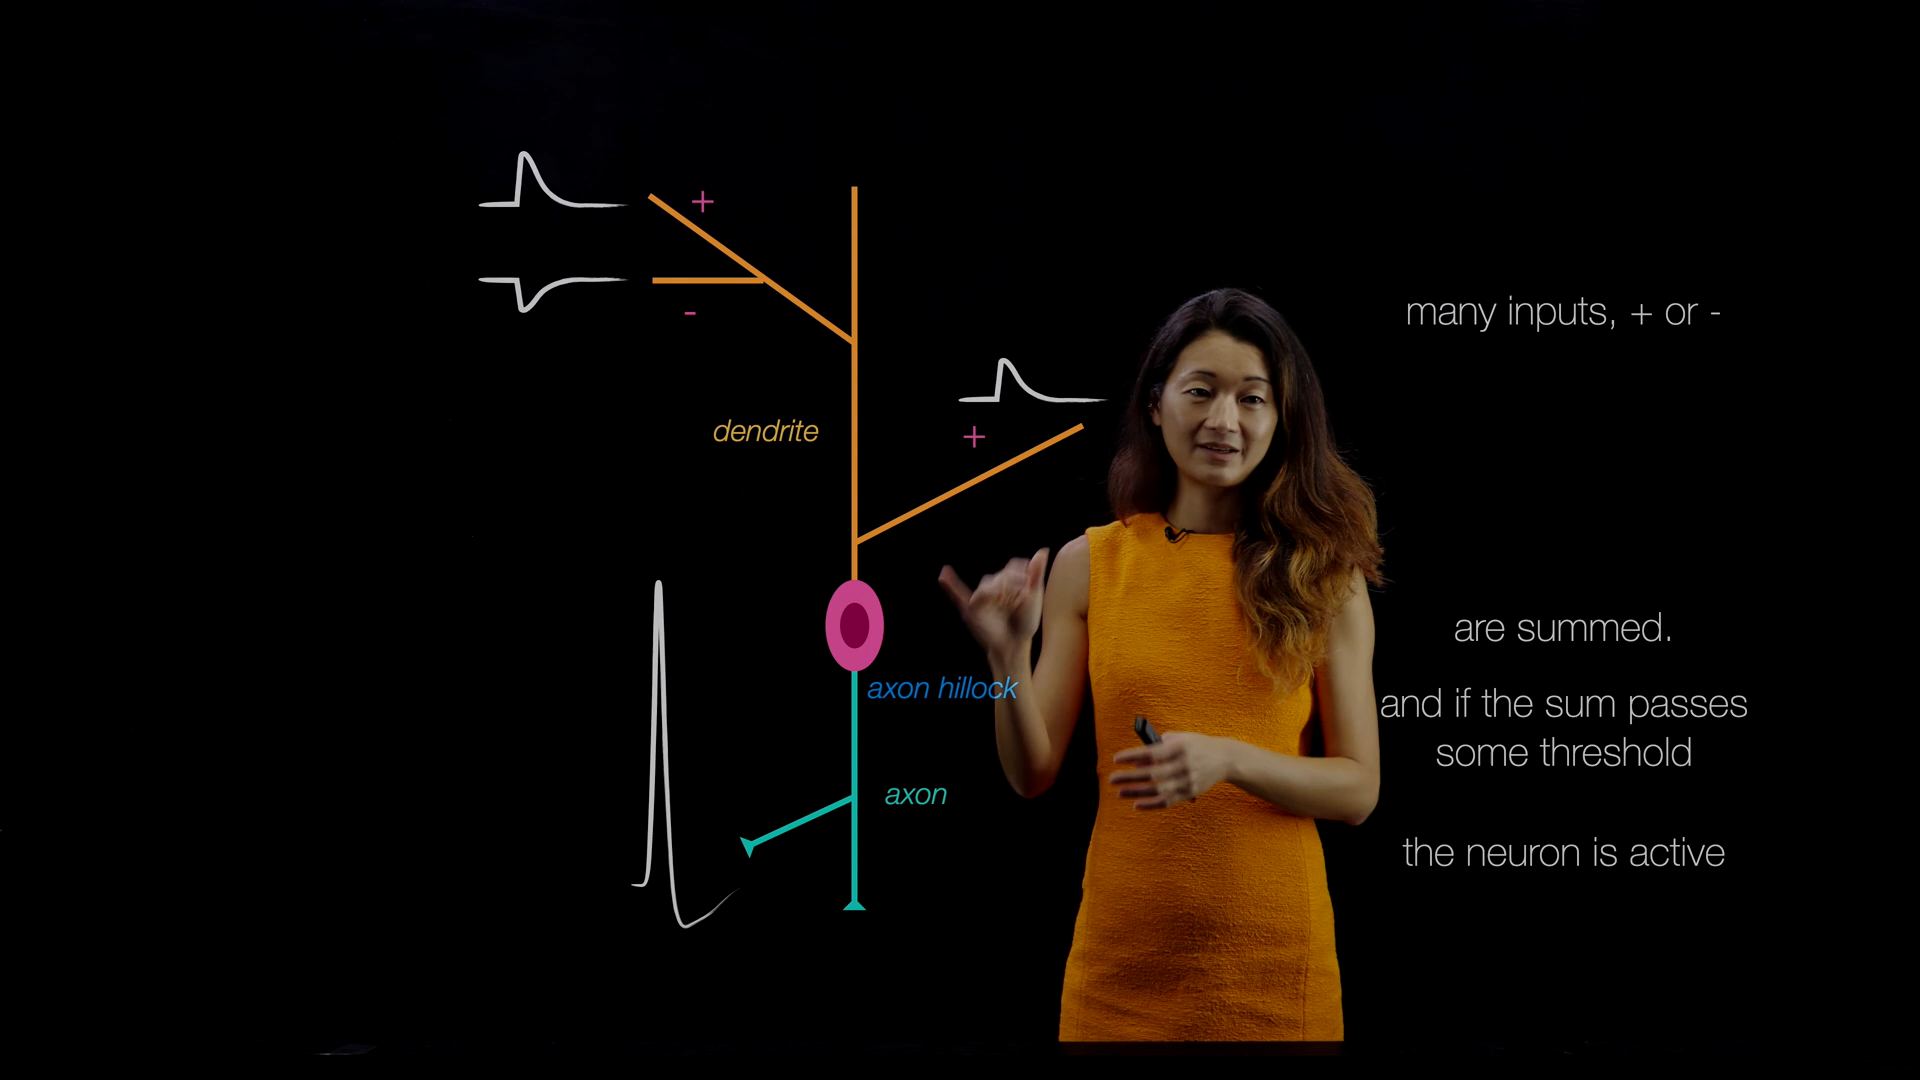 +
-
many inputs, + or -
dendrite
+
are summed.
axon hillock
and if the sum passes
some threshold
axon
the neuron is active